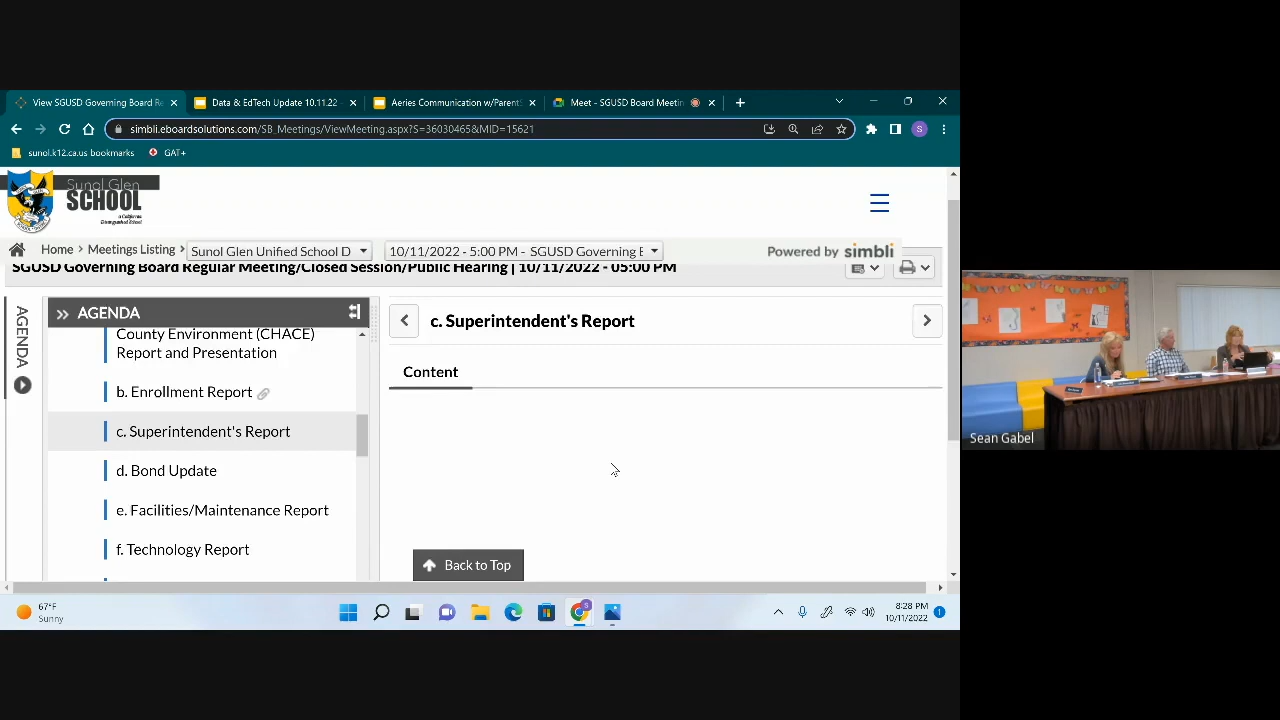 View SGUSD Governing Board Re
Data & EdTech Update 10.11.22 -
Aeries Communication w/ParentS
Meet - SGUSD Board Meetin
simbli.eboardsolutions.com/SB_Meetings/ViewMeeting.aspx?S=36030465&MID=15621
S
sunol.k12.ca.us bookmarks
GAT+
Sunol Glen
SCHOOL
a California
Distinguished School
Home > Meetings Listing
Sunol Glen Unified School D
10/11/2022 - 5:00 PM - SGUSD Governing E
Powered by simbli
SGUSD Governing Board Regular Meeting/Closed Session/Public Hearing | 10/11/2022 - 05:00 PM
AGENDA
AGENDA
County Environment (CHACE)
Report and Presentation
b. Enrollment Report
c. Superintendent's Report
d. Bond Update
e. Facilities/Maintenance Report
f. Technology Report
c. Superintendent's Report
Content
Back to Top
Sean Gabel
67°F
Sunny
8:28 PM
10/11/2022
1